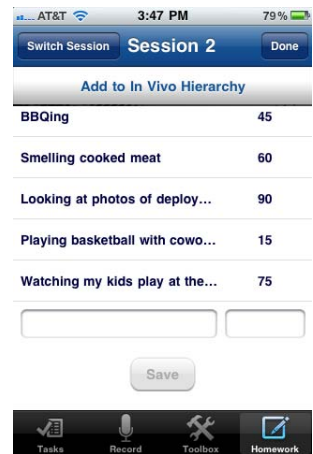 AT&T 3:47 PM 79%
Switch Session Session 2 Done
Add to In Vivo Hierarchy
BBQing 45
Smelling cooked meat 60
Looking at photos of deploy... 90
Playing basketball with cowo... 15
Watching my kids play at the... 75
Save
Tasks Record Toolbox Homework